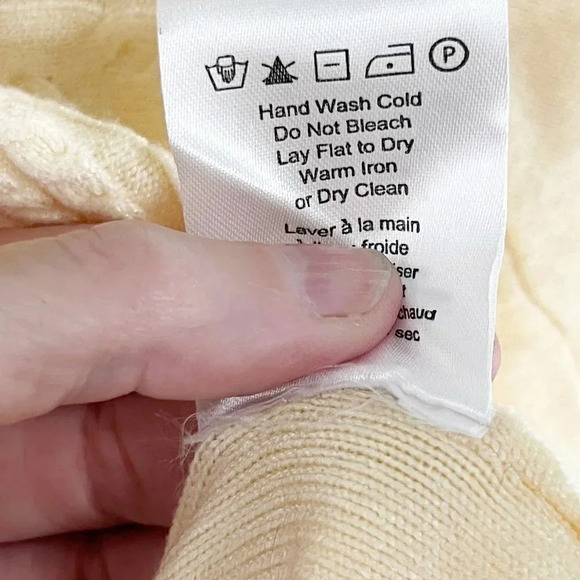 P
Hand Wash Cold
Do Not Bleach
Lay Flat to Dry
Warm Iron
or Dry Clean
Laver à la main
froide
chaud
sec